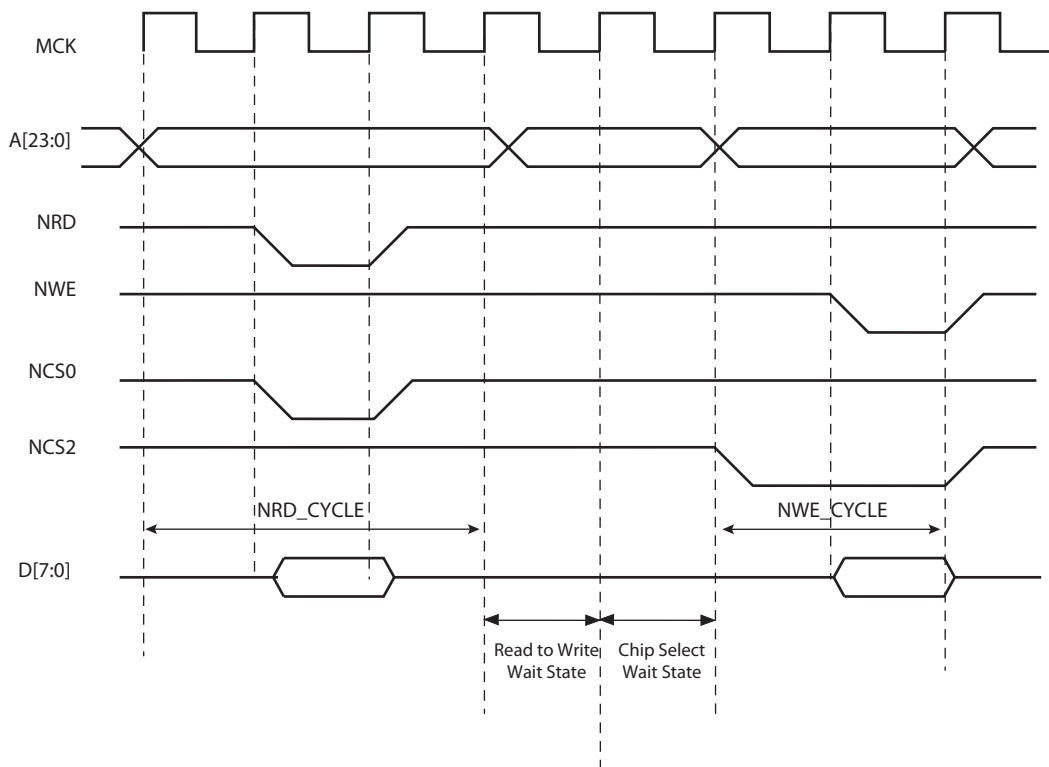 MCK
A[23:0]
NRD
NWE
NCS0
NCS2
NRD_CYCLE
NWE_CYCLE
D[7:0]
Read to Write
Wait State
Chip Select
Wait State